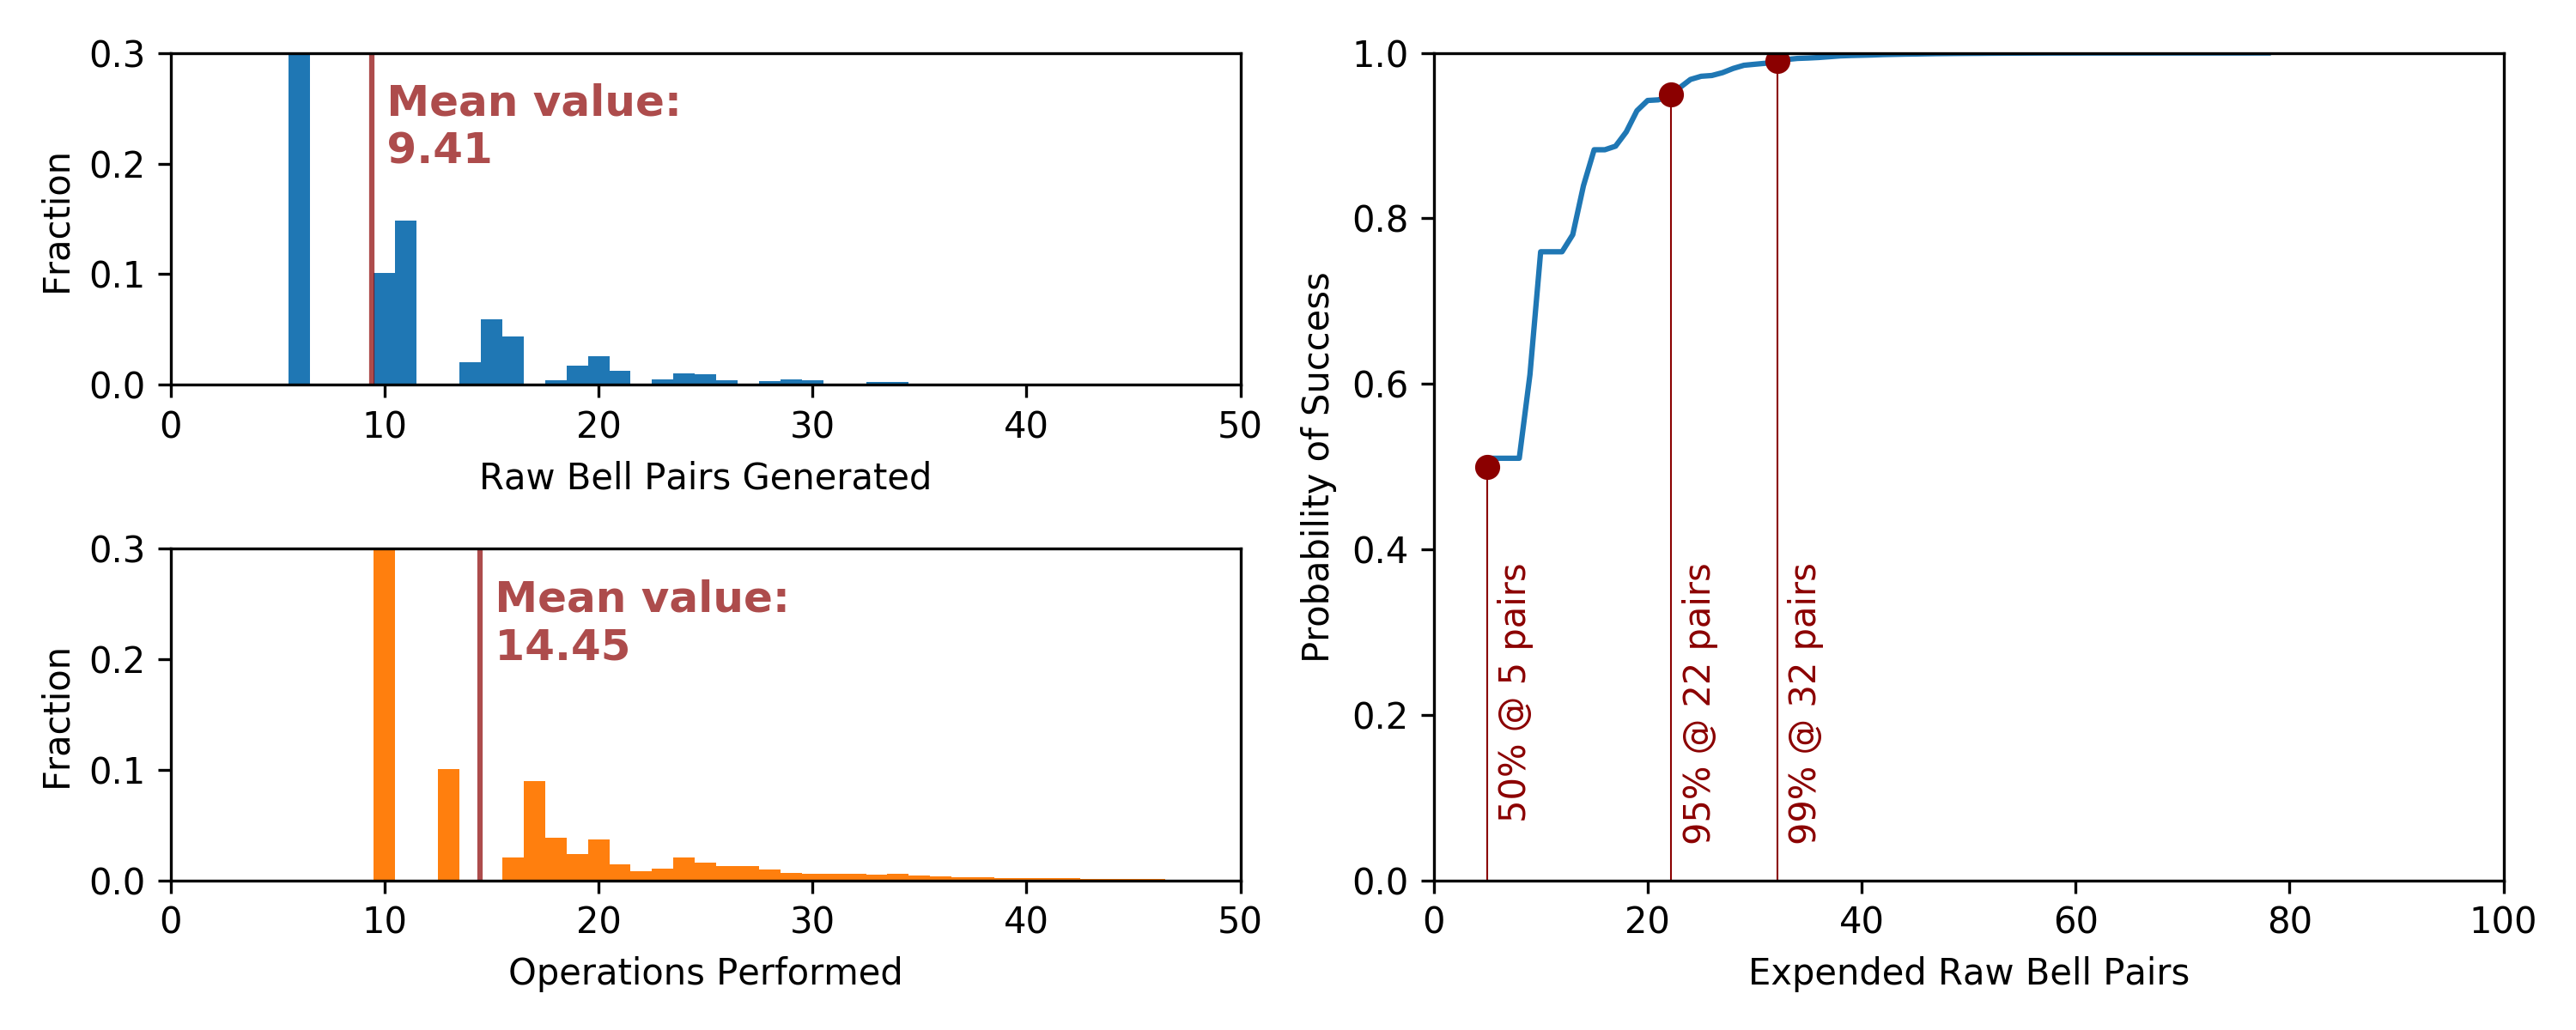 0.3
0.2
0.1
0.0
Fraction
Mean value:
9.41
0 10 20 30 40 50
Raw Bell Pairs Generated
0.3
0.2
0.1
0.0
Fraction
Mean value:
14.45
0 10 20 30 40 50
Operations Performed
1.0
0.8
0.6
0.4
0.2
0.0
Probability of Success
50% @ 5 pairs
95% @ 22 pairs
99% @ 32 pairs
0 20 40 60 80 100
Expended Raw Bell Pairs